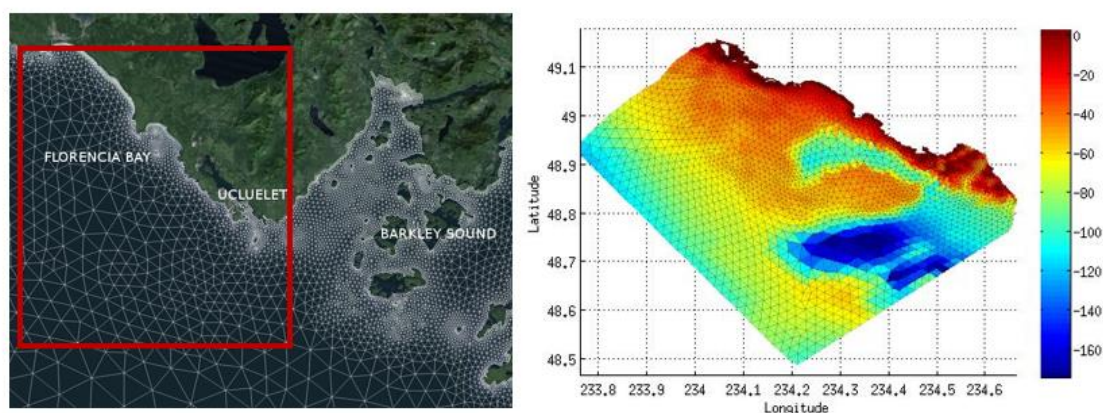 FLORENCIA BAY
UCLUELET
BARKLEY SOUND
49.1
49
48.9
48.8
48.7
48.6
48.5
Latitude
233.8 233.9 234 234.1 234.2 234.3 234.4 234.5 234.6
Longitude
0
-20
-40
-60
-80
-100
-120
-140
-160